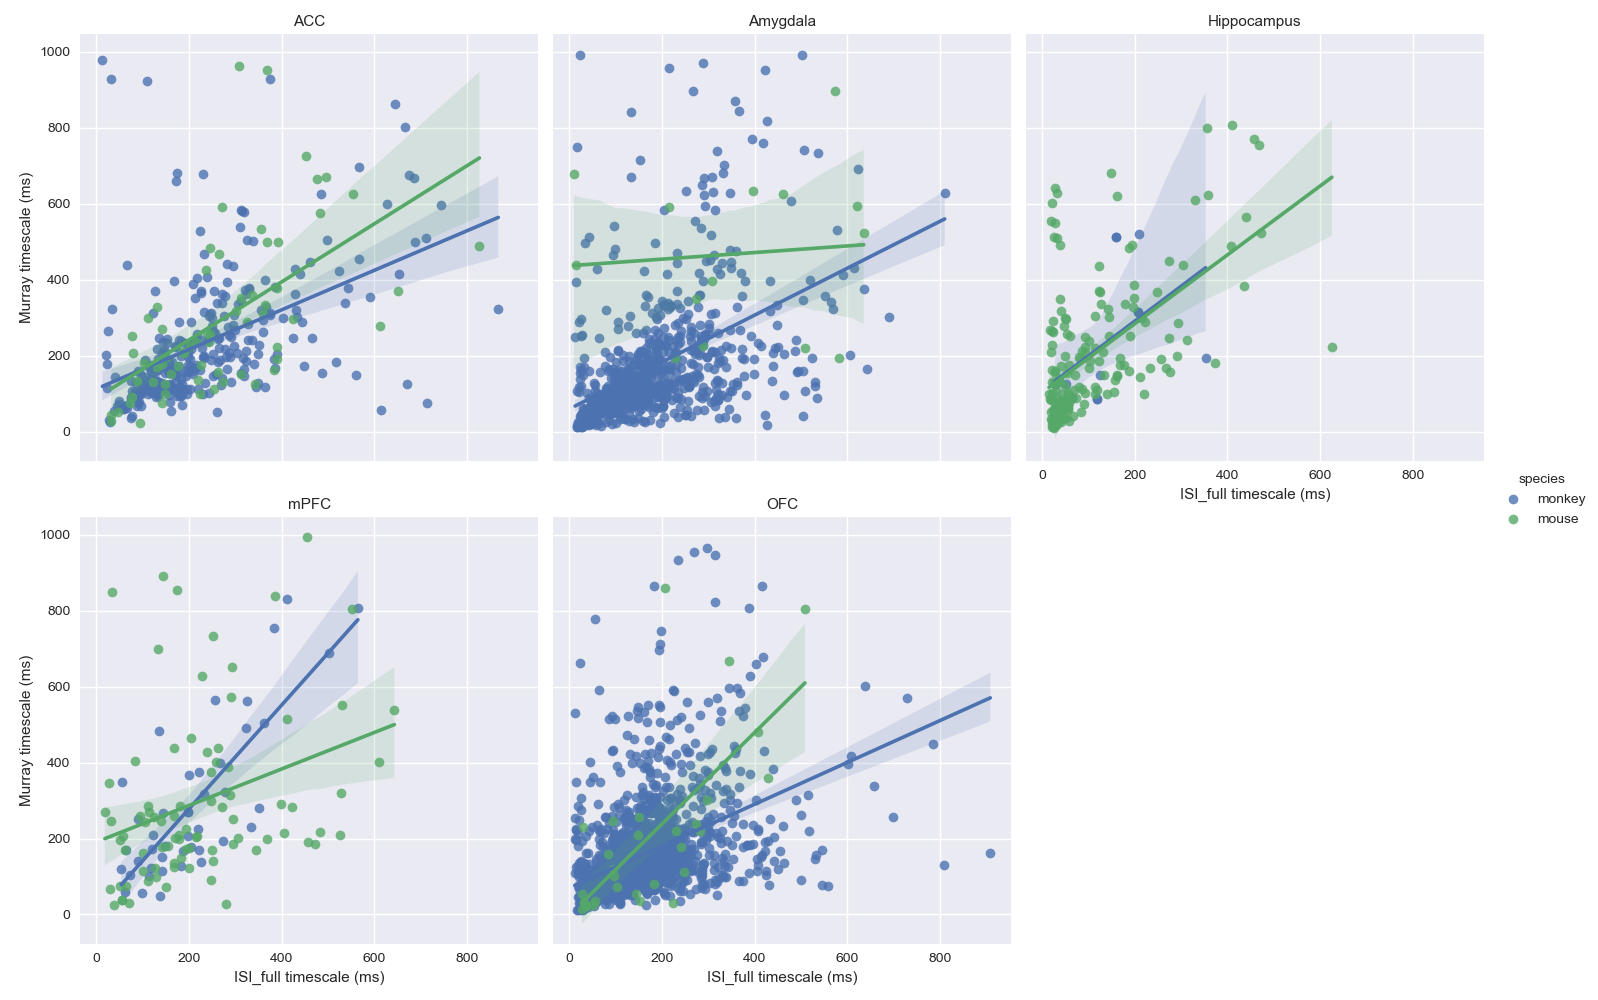 ACC
Amygdala
Hippocampus
1000
800
600
400
200
0
Murray timescale (ms)
0 200 400 600 800
ISI_full timescale (ms)
species
monkey
mouse
mPFC
OFC
1000
800
600
400
200
0
Murray timescale (ms)
0 200 400 600 800
ISI_full timescale (ms)
0 200 400 600 800
ISI_full timescale (ms)